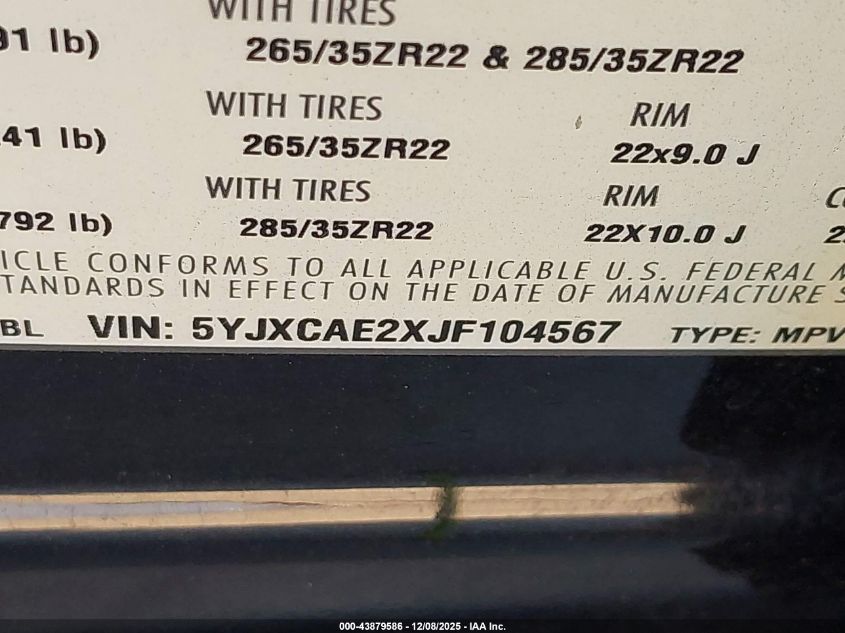 WITH TIRES
91 lb) 265/35ZR22 & 285/35ZR22
WITH TIRES RIM
41 lb) 265/35ZR22 22x9.0 J
WITH TIRES RIM
792 lb) 285/35ZR22 22X10.0 J
ICLE CONFORMS TO ALL APPLICABLE U.S. FEDERAL M
TANDARDS IN EFFECT ON THE DATE OF MANUFACTURE S
BL VIN: 5YJXCAE2XJF104567 TYPE: MPV
000-43879586 - 12/08/2025 - IAA Inc.